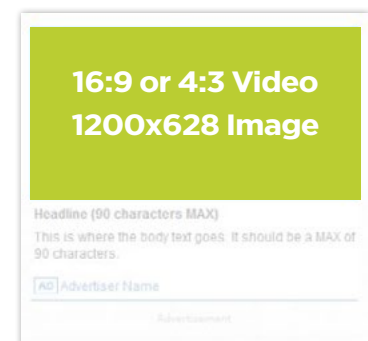 16:9 or 4:3 Video
1200x628 Image
Headline (90 characters MAX)
This is where the body text goes. It should be a MAX of
90 characters.
AD Advertiser Name
Advertisement